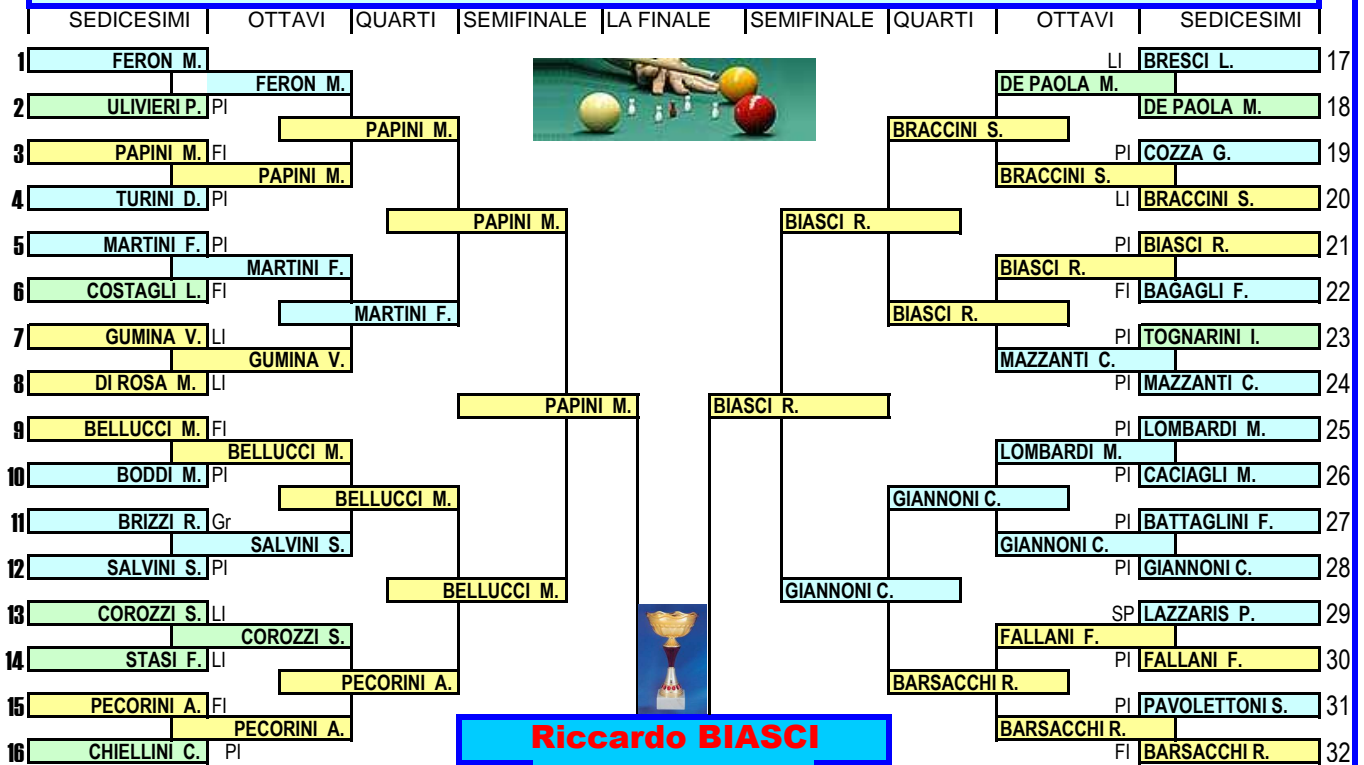 SEDICESIMI OTTAVI QUARTI SEMIFINALE LA FINALE SEMIFINALE QUARTI OTTAVI SEDICESIMI
1 FERON M. LI BRESCI L. 17
FERON M. DE PAOLA M.
2 ULIVIERI P. PI DE PAOLA M. 18
PAPINI M. BRACCINI S.
3 PAPINI M. FI PI COZZA G. 19
PAPINI M. BRACCINI S.
4 TURINI D. PI LI BRACCINI S. 20
PAPINI M. BIASCI R.
5 MARTINI F. PI PI BIASCI R. 21
MARTINI F. BIASCI R.
6 COSTAGLI L. FI FI BAGAGLI F. 22
MARTINI F. BIASCI R.
7 GUMINA V. LI PI TOGNARINI I. 23
GUMINA V. MAZZANTI C.
8 DI ROSA M. LI PI MAZZANTI C. 24
PAPINI M. BIASCI R.
9 BELLUCCI M. FI PI LOMBARDI M. 25
BELLUCCI M. LOMBARDI M.
10 BODDI M. PI PI CACIAGLI M. 26
BELLUCCI M. GIANNONI C.
11 BRIZZI R. Gr PI BATTAGLINI F. 27
SALVINI S. GIANNONI C.
12 SALVINI S. PI PI GIANNONI C. 28
BELLUCCI M. GIANNONI C.
13 COROZZI S. LI SP LAZZARIS P. 29
COROZZI S. FALLANI F.
14 STASI F. LI PI FALLANI F. 30
PECORINI A. BARSACCHI R.
15 PECORINI A. FI PI PAVOLETTONI S. 31
PECORINI A. Riccardo BIASCI BARSACCHI R.
16 CHIELLINI C. PI FI BARSACCHI R. 32